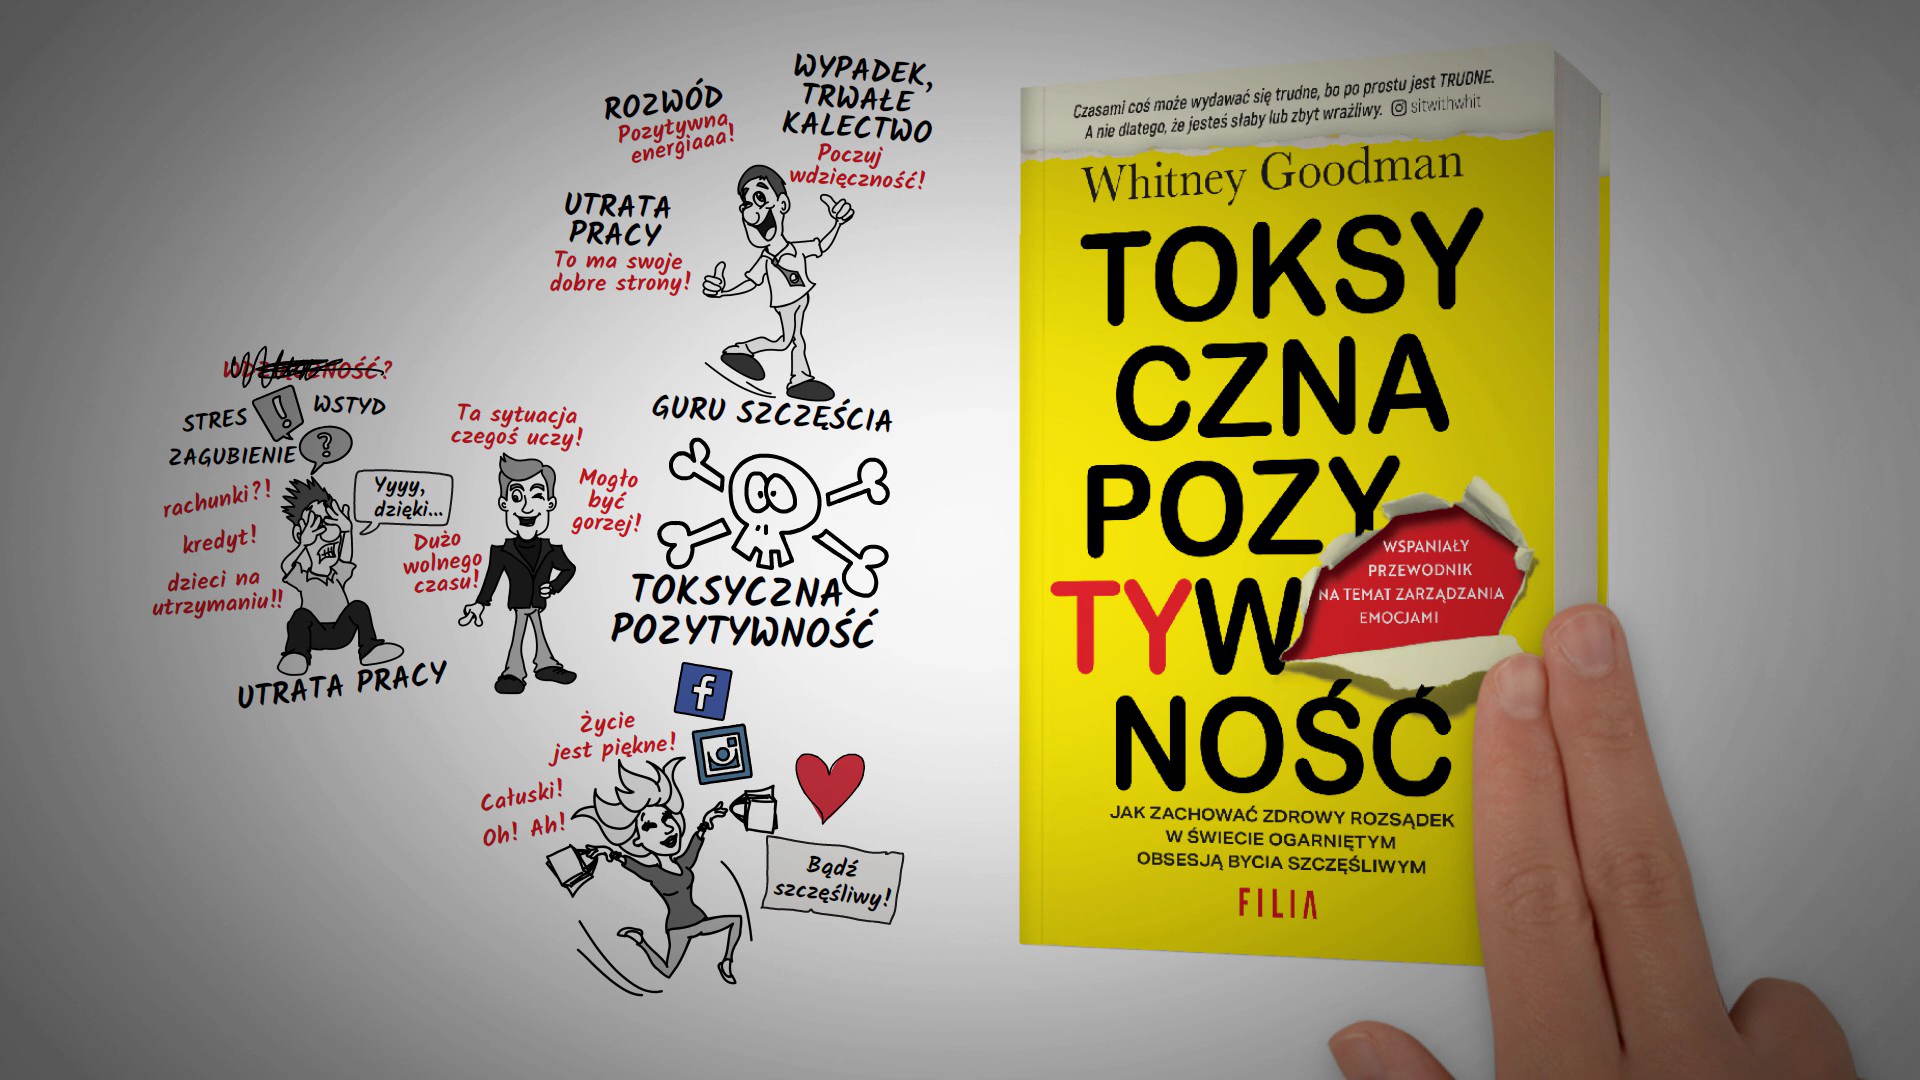 ROZWÓD
Pozytywna
energiaaa!
WYPADEK,
TRWAŁE
KALECTWO
Poczuj
wdzięczność!
UTRATA
PRACY
To ma swoje
dobre strony!
GURU SZCZĘŚCIA
WDZIĘCZNOŚĆ?
STRES
!
WSTYD
ZAGUBIENIE
?
rachunki?!
kredyt!
dzieci na
utrzymaniu!!
Yyyy,
dzięki...
UTRATA PRACY
Ta sytuacja
czegoś uczy!
Mogło
być
gorzej!
Dużo
wolnego
czasu!
TOKSYCZNA
POZYTYWNOŚĆ
f
Życie
jest piękne!
Całuski!
Oh! Ah!
Bądź
szczęśliwy!
Czasami coś może wydawać się trudne, bo po prostu jest TRUDNE.
A nie dlatego, że jesteś słaby lub zbyt wrażliwy. sitwithwhit
Whitney Goodman
TOKSY
CZNA
POZY
TYW
NOŚĆ
WSPANIAŁY
PRZEWODNIK
NA TEMAT ZARZĄDZANIA
EMOCJAMI
JAK ZACHOWAĆ ZDROWY ROZSĄDEK
W ŚWIECIE OGARNIĘTYM
OBSESJĄ BYCIA SZCZĘŚLIWYM
FILIA